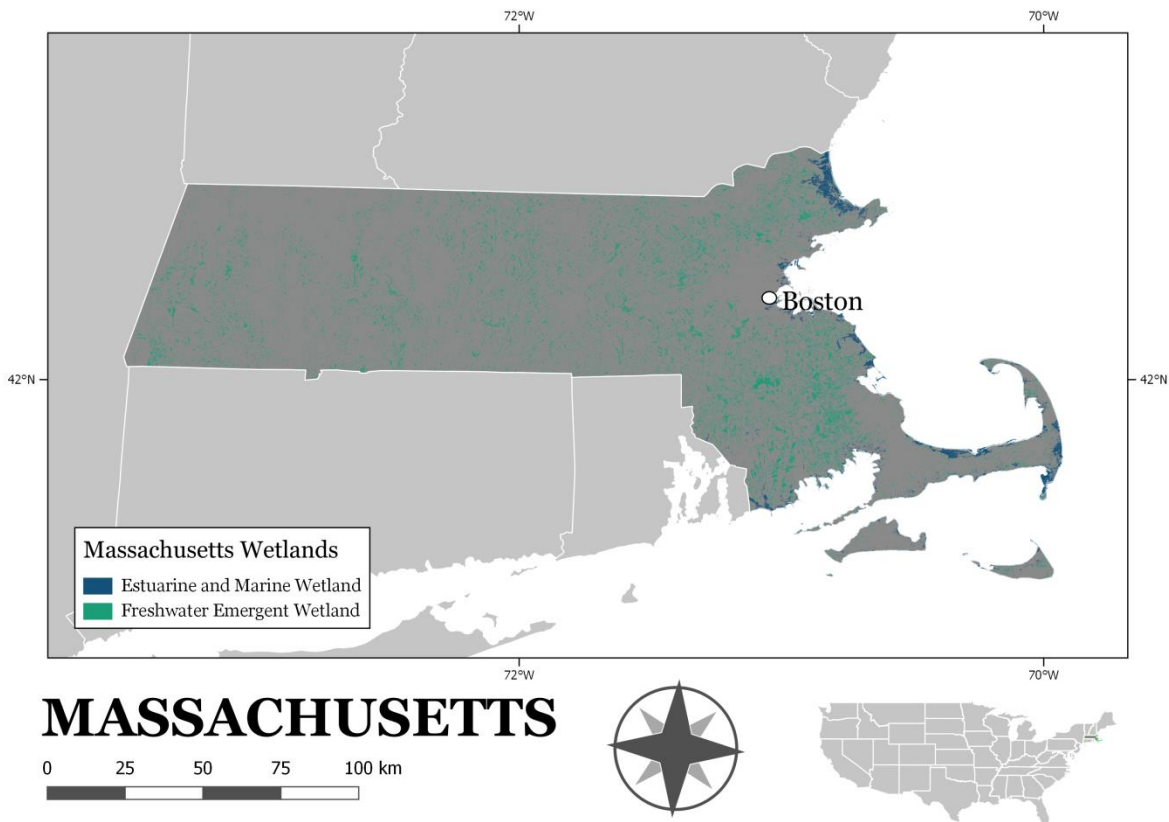 72°W
70°W
Boston
42°N
42°N
Massachusetts Wetlands
Estuarine and Marine Wetland
Freshwater Emergent Wetland
72°W
70°W
MASSACHUSETTS
0 25 50 75 100 km